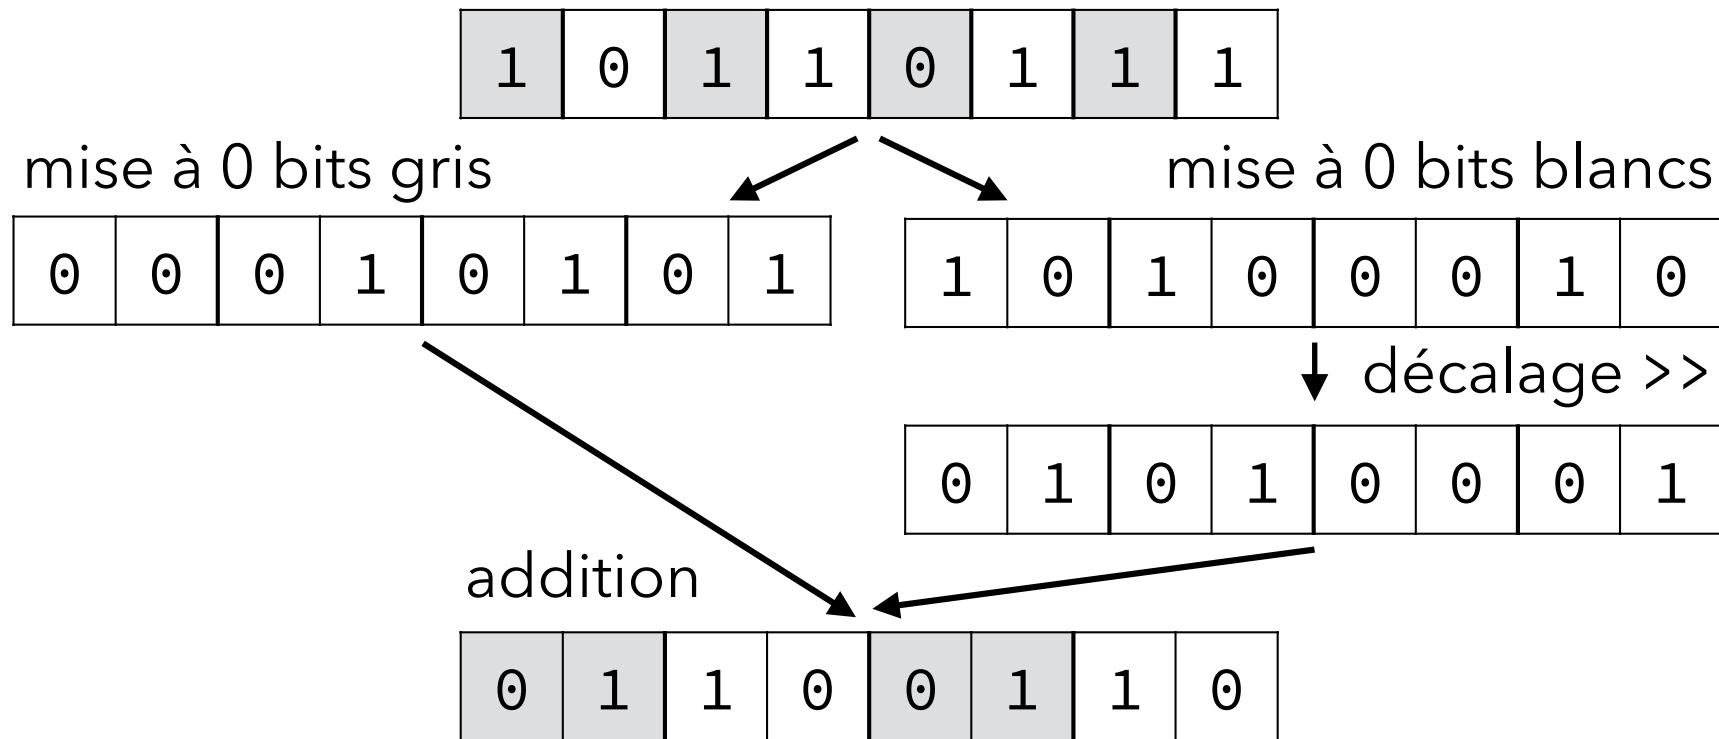 1 0 1 1 0 1 1 1
mise à 0 bits gris
mise à 0 bits blancs
0 0 0 1 0 1 0 1
1 0 1 0 0 0 1 0
décalage >>
0 1 0 1 0 0 0 1
addition
0 1 1 0 0 1 1 0